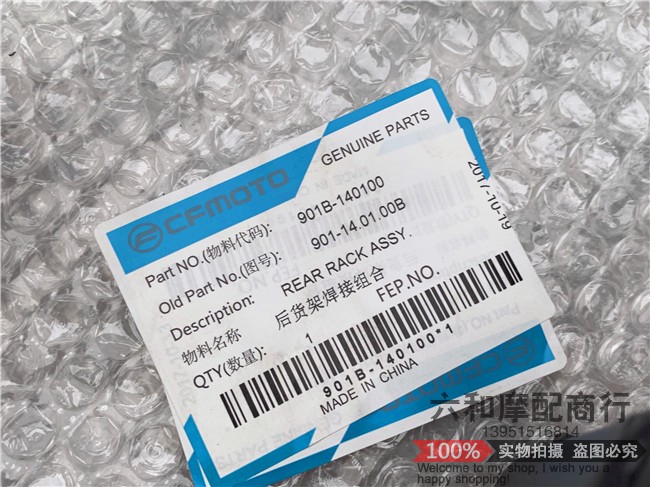 CFMOTO
GENUINE PARTS
Part NO.(物料代码): 901B-140100
2017-10-19
Old Part No.(图号): 901-14.01.00B
Description: REAR RACK ASSY.
物料名称 后货架焊接组合
QTY(数量): 1 FEP.NO.
901B-140100*1
MADE IN CHINA
六和摩配商行
13951516814
100% 实物拍摄 盗图必究
Welcome to my shop, I wish you a
happy shopping!